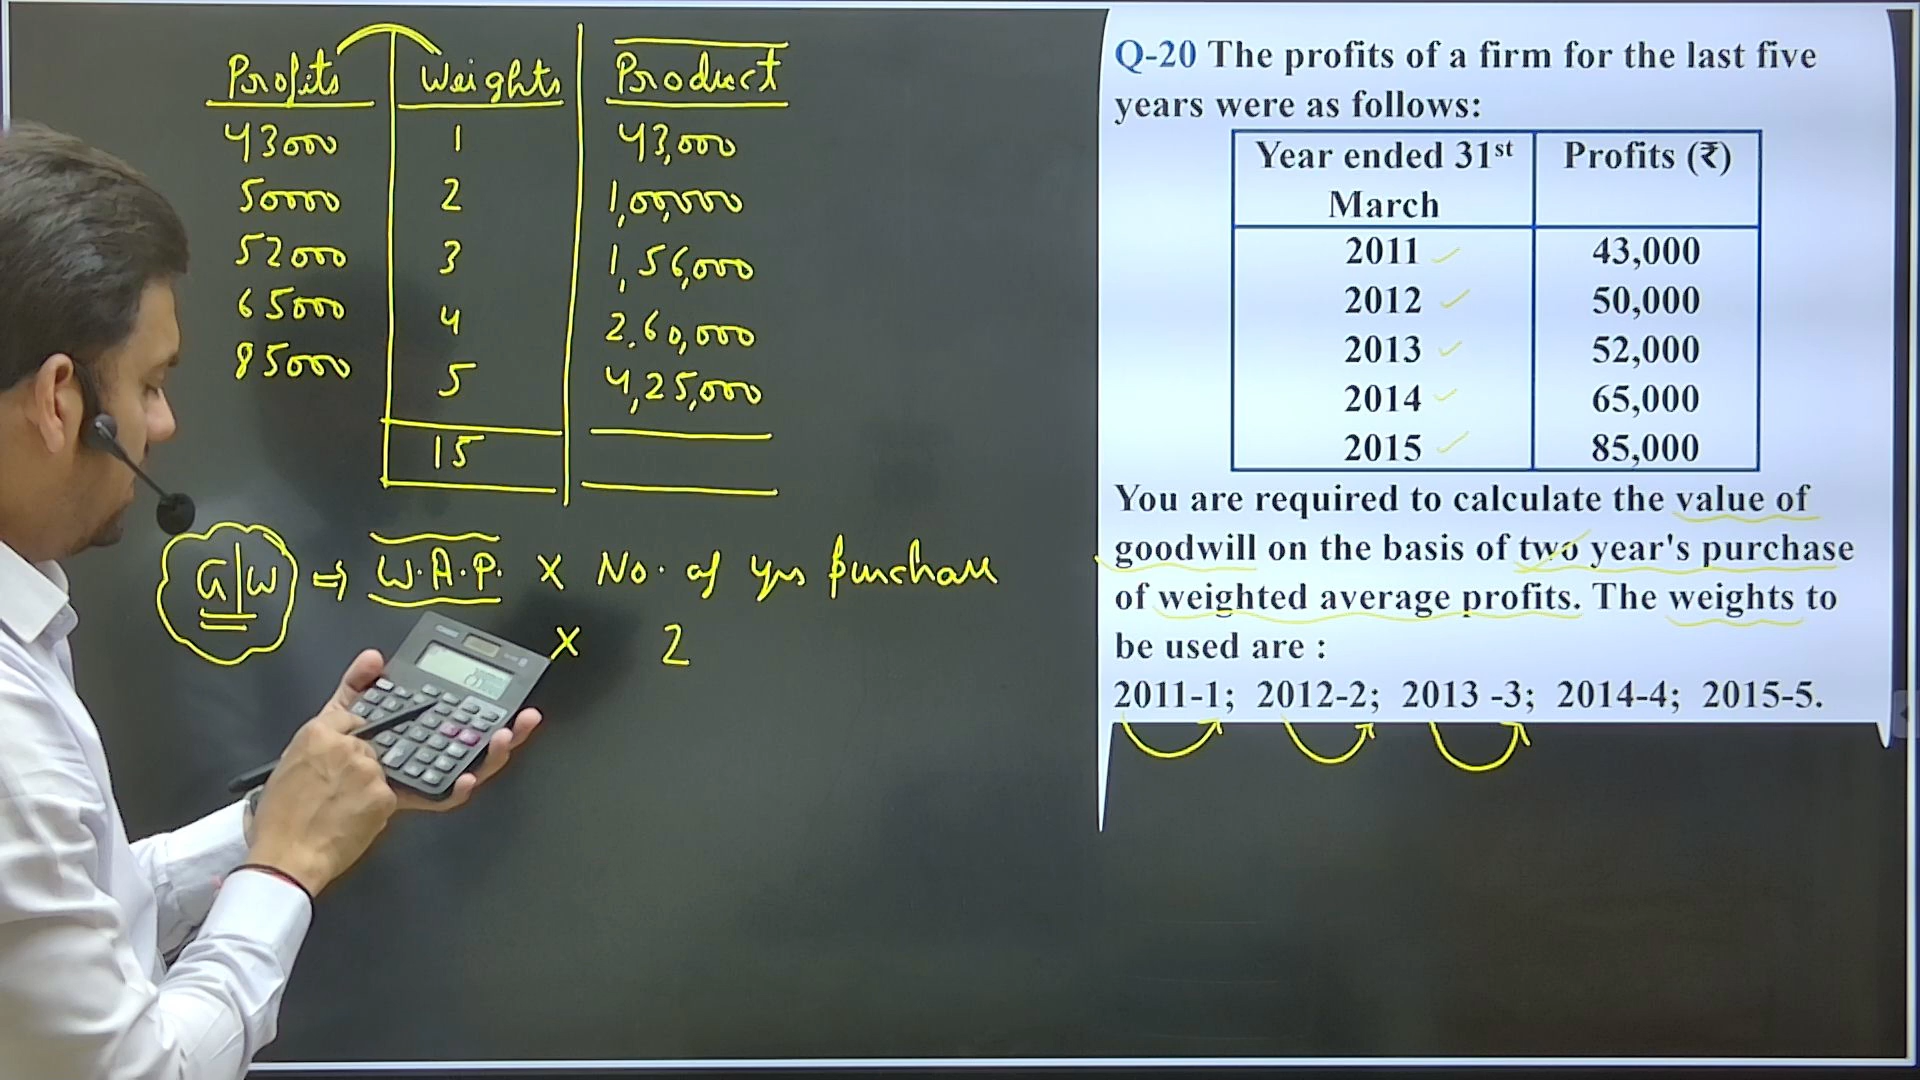 Profits Weights Product
43000 1 43,000
50000 2 1,00,000
52000 3 1,56,000
65000 4 2,60,000
85000 5 4,25,000
15
G/W ⇒ W.A.P. × No. of yrs purchase
× 2
Q-20 The profits of a firm for the last five
years were as follows:
Year ended 31st Profits (₹)
March
2011 43,000
2012 50,000
2013 52,000
2014 65,000
2015 85,000
You are required to calculate the value of
goodwill on the basis of two year's purchase
of weighted average profits. The weights to
be used are :
2011-1; 2012-2; 2013 -3; 2014-4; 2015-5.